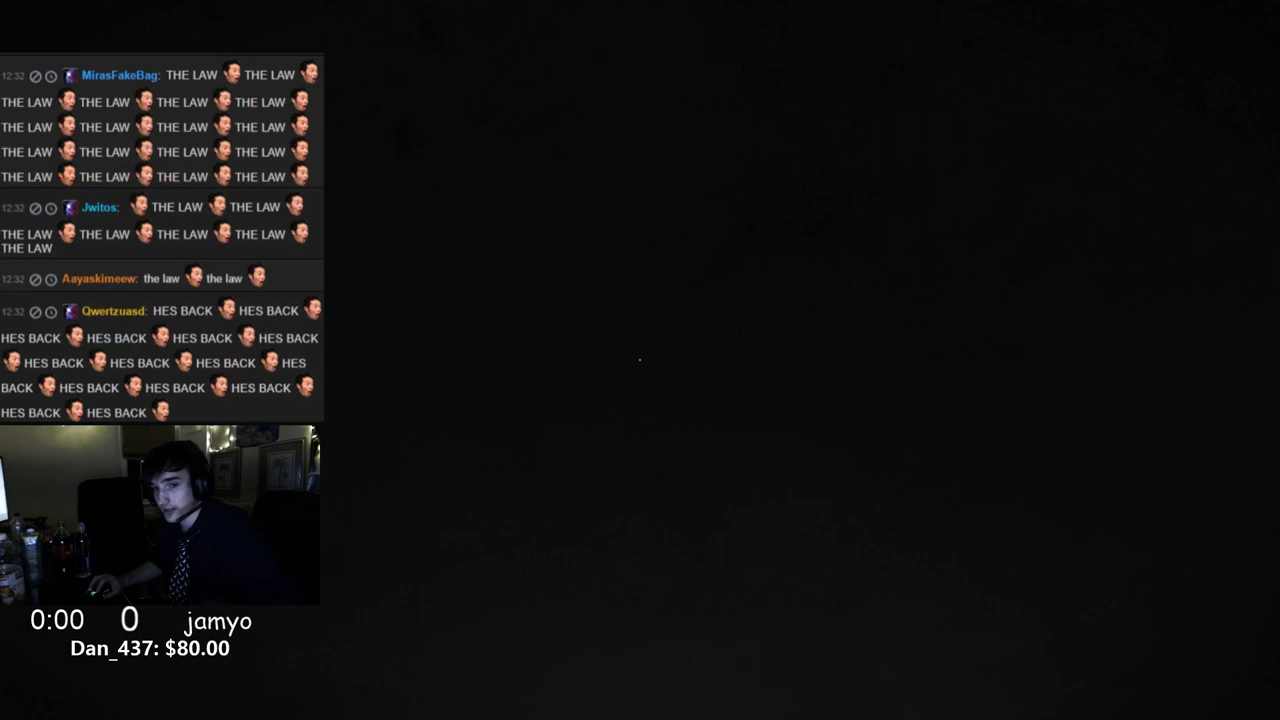 12:32 MirasFakeBag: THE LAW THE LAW
THE LAW THE LAW THE LAW THE LAW
THE LAW THE LAW THE LAW THE LAW
THE LAW THE LAW THE LAW THE LAW
THE LAW THE LAW THE LAW THE LAW
12:32 Jwitos: THE LAW THE LAW
THE LAW THE LAW THE LAW THE LAW
THE LAW
12:32 Aayaskimeew: the law the law
12:32 Qwertzuasd: HES BACK HES BACK
HES BACK HES BACK HES BACK HES BACK
HES BACK HES BACK HES BACK HES
BACK HES BACK HES BACK HES BACK
HES BACK HES BACK
0:00 0 jamyo
Dan_437: $80.00